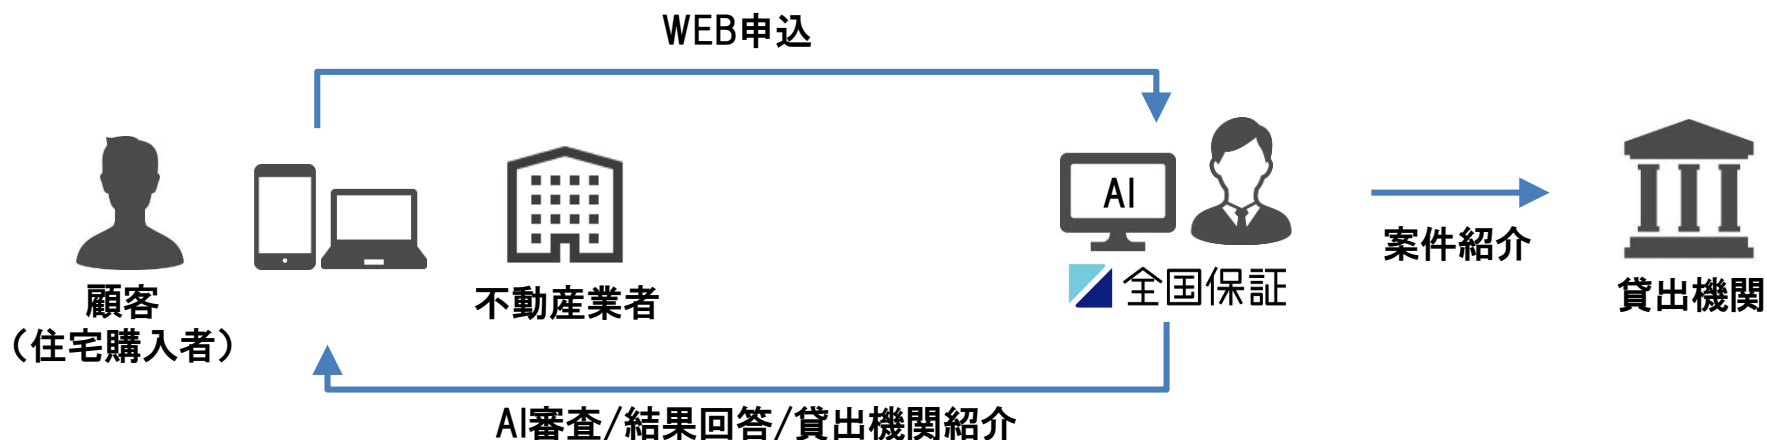 WEB申込
AI
全国保証
案件紹介
顧客
(住宅購入者)
不動産業者
貸出機関
AI審査/結果回答/貸出機関紹介